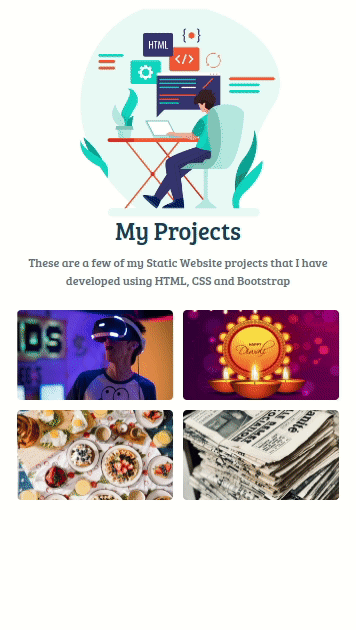 HTML
{ }
</>
My Projects
These are a few of my Static Website projects that I have
developed using HTML, CSS and Bootstrap
HAPPY
Diwali